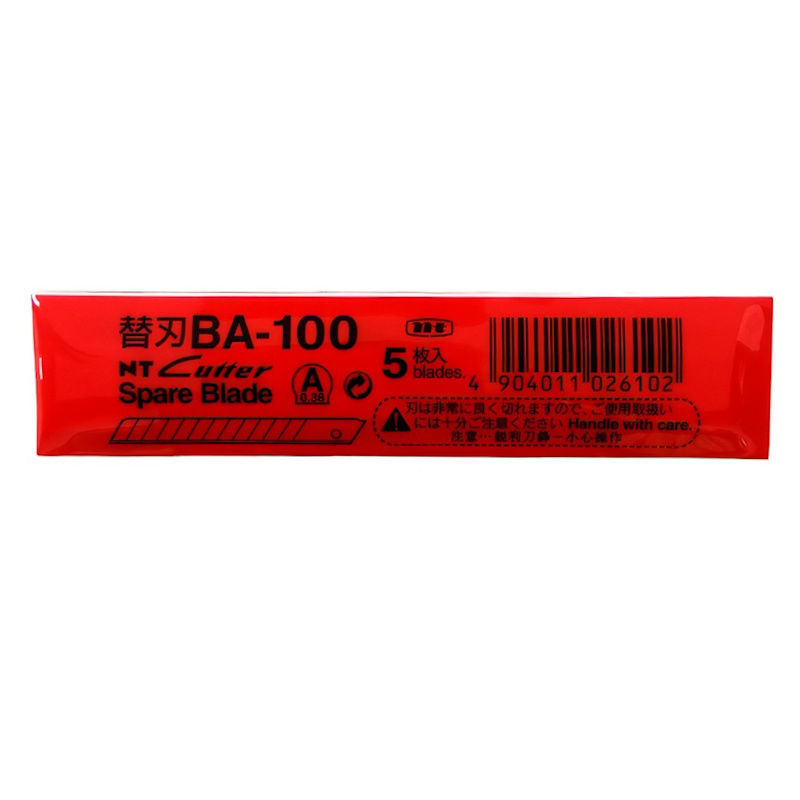 替刃BA-100
NT Cutter
Spare Blade
A
0.38
5枚入
blades.
4 904011 026102
刃は非常に良く切れますので、ご使用取扱い
には十分ご注意ください Handle with care.
注意…鋭利刀鋒－小心操作